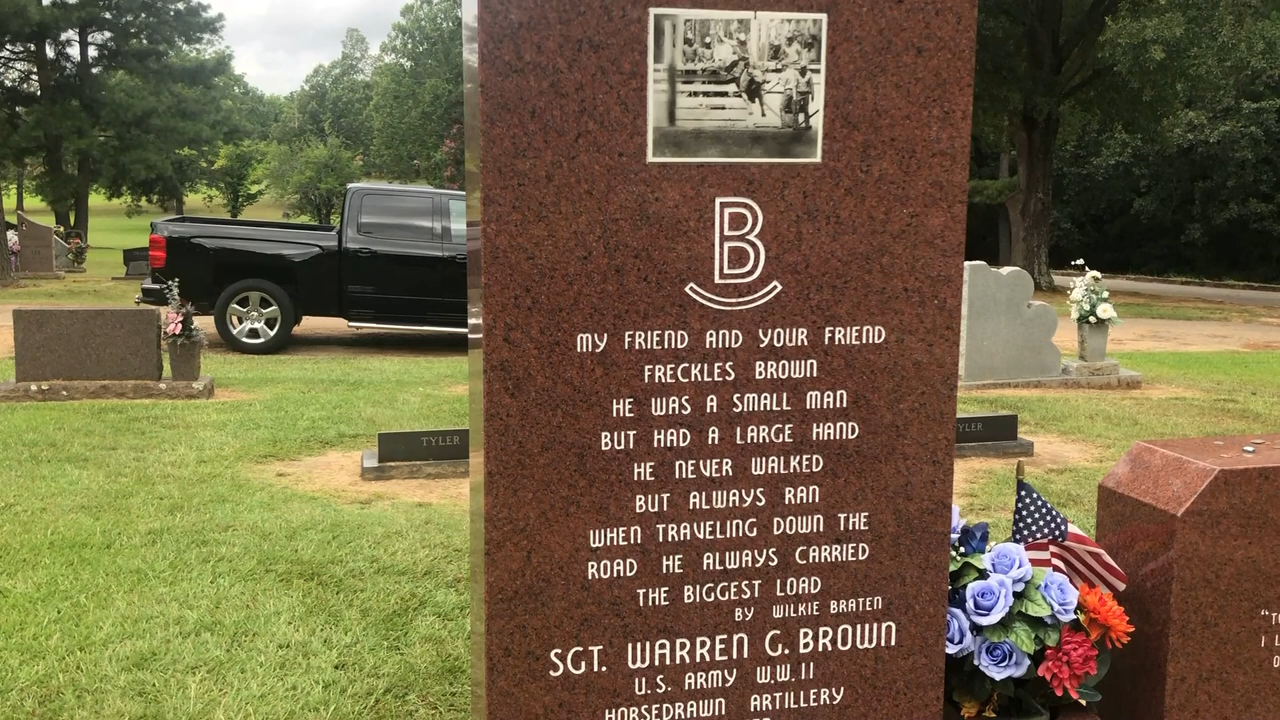 B
MY FRIEND AND YOUR FRIEND
FRECKLES BROWN
HE WAS A SMALL MAN
BUT HAD A LARGE HAND
HE NEVER WALKED
BUT ALWAYS RAN
WHEN TRAVELING DOWN THE
ROAD HE ALWAYS CARRIED
THE BIGGEST LOAD
BY WILKIE BRATEN
SGT. WARREN G. BROWN
U.S. ARMY W.W. II
HORSEDRAWN ARTILLERY
TYLER
YLER